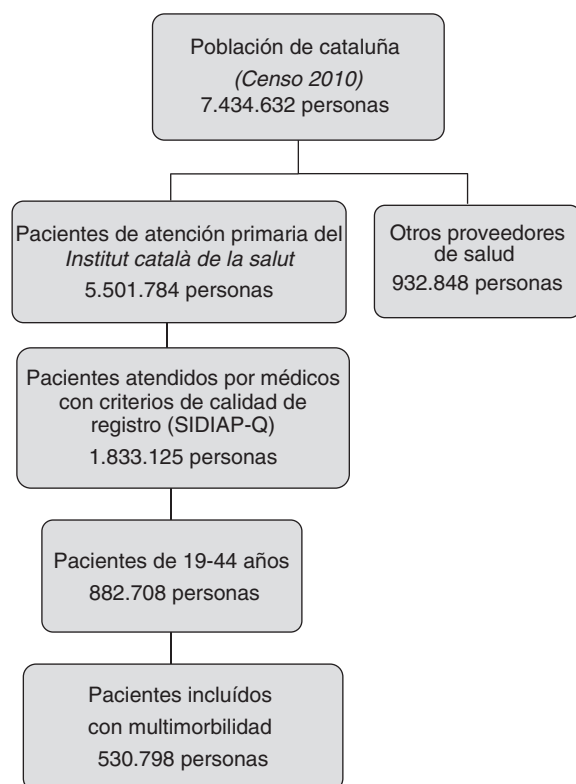 Población de cataluña
(Censo 2010)
7.434.632 personas
Pacientes de atención primaria del
Institut català de la salut
5.501.784 personas
Otros proveedores
de salud
932.848 personas
Pacientes atendidos por médicos
con criterios de calidad de
registro (SIDIAP-Q)
1.833.125 personas
Pacientes de 19-44 años
882.708 personas
Pacientes incluídos
con multimorbilidad
530.798 personas